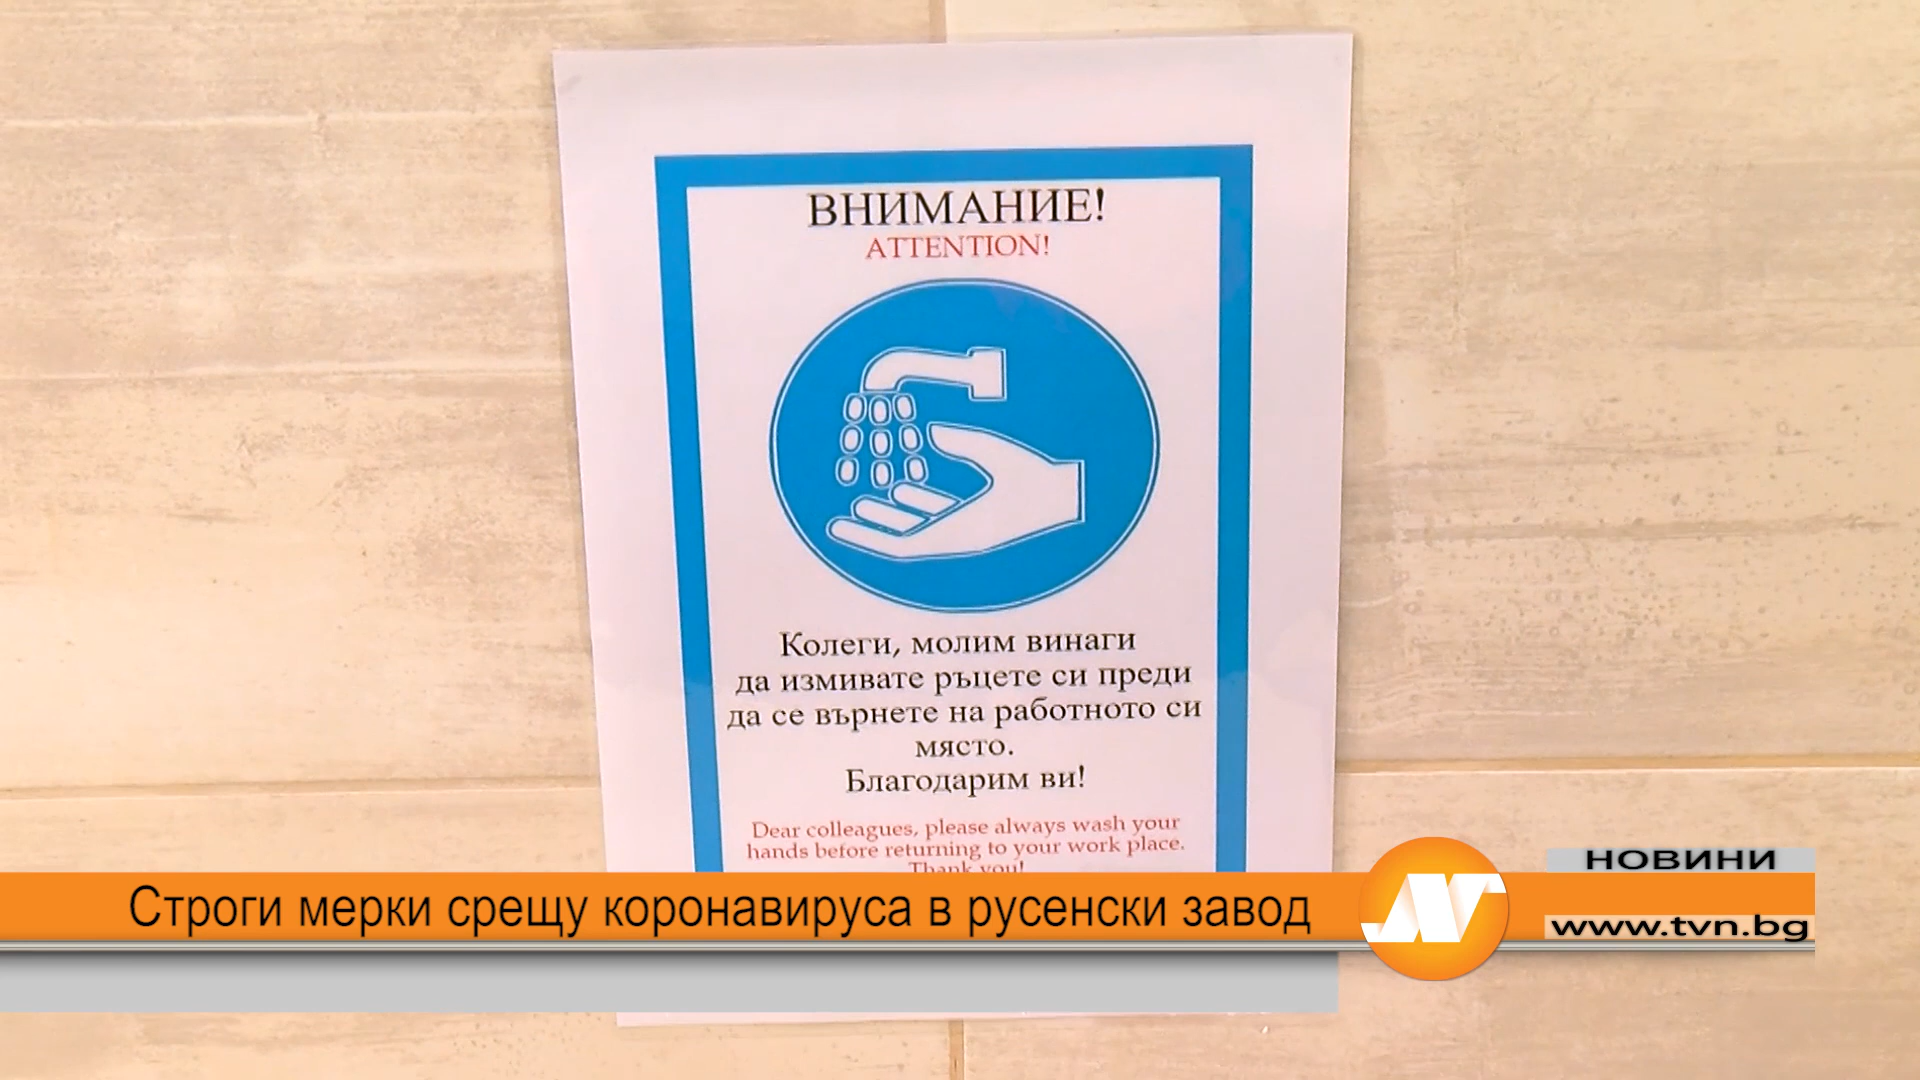 ВНИМАНИЕ!
ATTENTION!
Колеги, молим винаги
да измивате ръцете си преди
да се върнете на работното си
място.
Благодарим ви!
Dear colleagues, please always wash your
hands before returning to your work place.
Thank you!
Строги мерки срещу коронавируса в русенски завод
НОВИНИ
www.tvn.bg